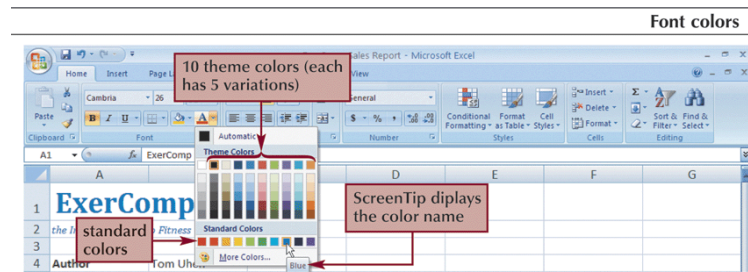 Font colors
Sales Report - Microsoft Excel
Home Insert Page L View
10 theme colors (each
has 5 variations)
Cambria 26 General
Paste B I U A $ % , Conditional Format Cell
Formatting as Table Styles
Insert Delete Format
Σ Sort & Find &
Filter Select
Clipboard Font Number Styles Cells Editing
Automatic
A1 fx ExerComp
Theme Colors
A D E F G
1 ExerComp
ScreenTip diplays
the color name
standard
colors
Standard Colors
2 the In Fitness
3
More Colors...
4 Author Tom Uhe
Blue